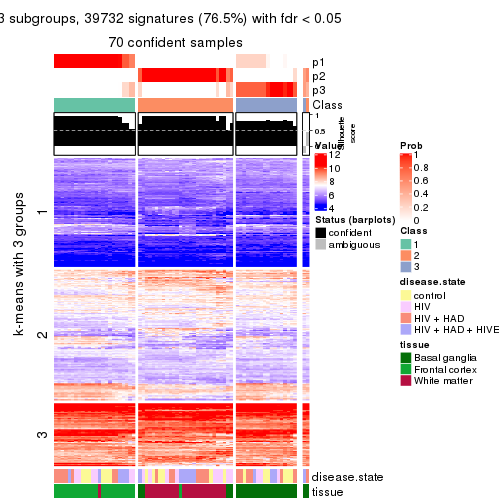 3 subgroups, 39732 signatures (76.5%) with fdr < 0.05
70 confident samples
p1
p2
p3
Class
1
0.5
Silhouette
score
k-means with 3 groups
1
2
3
Value
12
10
8
6
4
Status (barplots)
confident
ambiguous
Prob
1
0.8
0.6
0.4
0.2
0
Class
1
2
3
disease.state
control
HIV
HIV + HAD
HIV + HAD + HIVE
tissue
Basal ganglia
Frontal cortex
White matter
disease.state
tissue